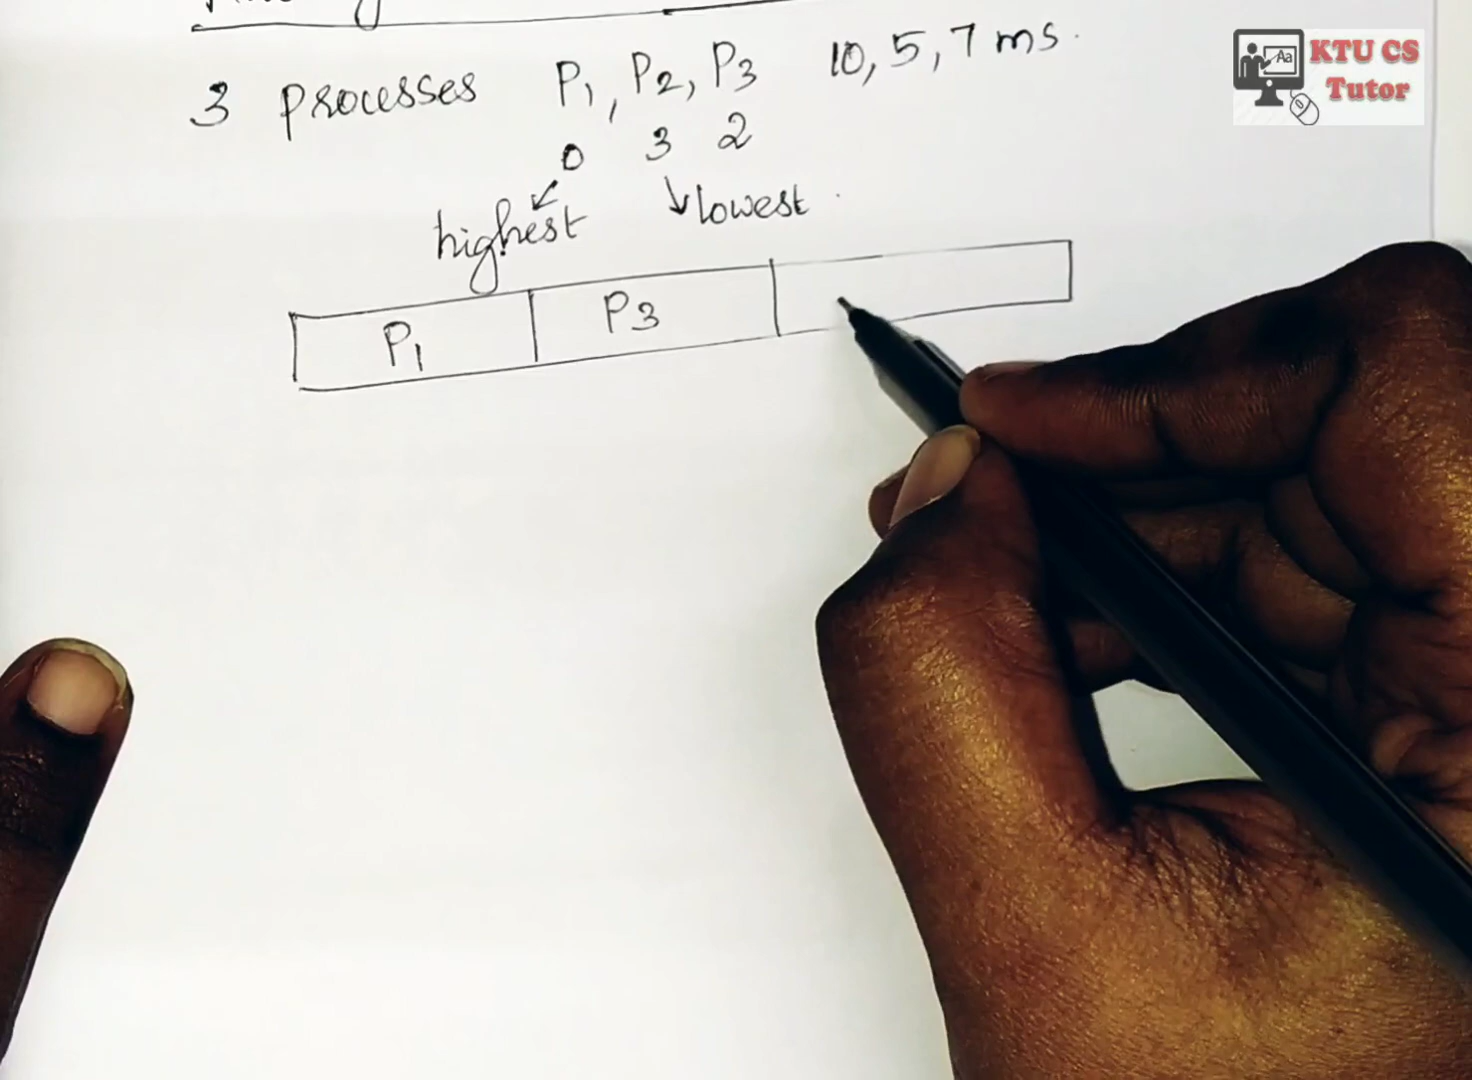 3 processes P1, P2, P3 10, 5, 7 ms.
0 3 2
highest lowest
P1 P3
KTU CS
Tutor
Aa